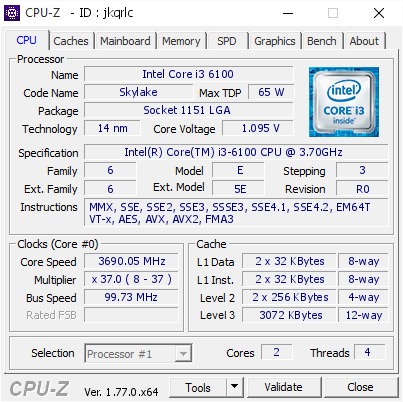 CPU-Z - ID : jkqrlc
CPU Caches Mainboard Memory SPD Graphics Bench About
Processor
Name Intel Core i3 6100
Code Name Skylake Max TDP 65 W
Package Socket 1151 LGA
Technology 14 nm Core Voltage 1.095 V
intel
CORE i3
inside™
Specification Intel(R) Core(TM) i3-6100 CPU @ 3.70GHz
Family 6 Model E Stepping 3
Ext. Family 6 Ext. Model 5E Revision R0
Instructions MMX, SSE, SSE2, SSE3, SSSE3, SSE4.1, SSE4.2, EM64T
VT-x, AES, AVX, AVX2, FMA3
Clocks (Core #0) Cache
Core Speed 3690.05 MHz L1 Data 2 x 32 KBytes 8-way
Multiplier x 37.0 ( 8 - 37 ) L1 Inst. 2 x 32 KBytes 8-way
Bus Speed 99.73 MHz Level 2 2 x 256 KBytes 4-way
Rated FSB Level 3 3072 KBytes 12-way
Selection Processor #1 Cores 2 Threads 4
CPU-Z Ver. 1.77.0.x64 Tools Validate Close